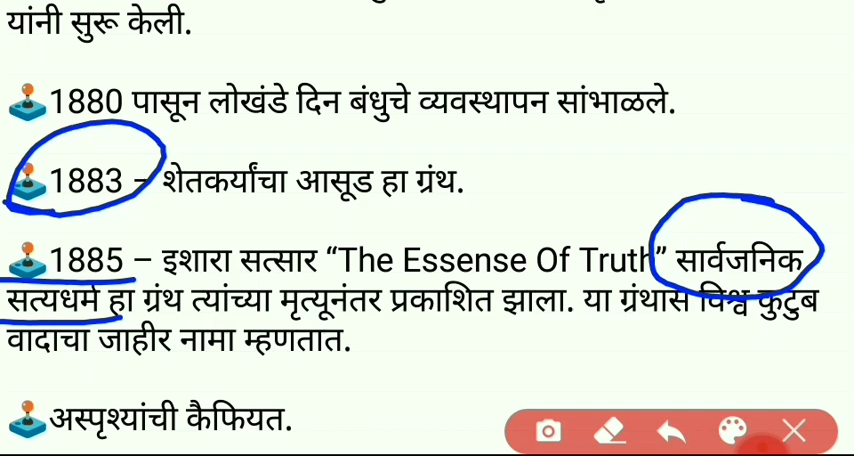 यांनी सुरू केली.
🕹1880 पासून लोखंडे दिन बंधुचे व्यवस्थापन सांभाळले.
🕹1883 – शेतकर्यांचा आसूड हा ग्रंथ.
🕹1885 – इशारा सत्सार “The Essense Of Truth” सार्वजनिक
सत्यधर्म हा ग्रंथ त्यांच्या मृत्यूनंतर प्रकाशित झाला. या ग्रंथास विश्व कुटुंब
वादाचा जाहीर नामा म्हणतात.
🕹अस्पृश्यांची कैफियत.